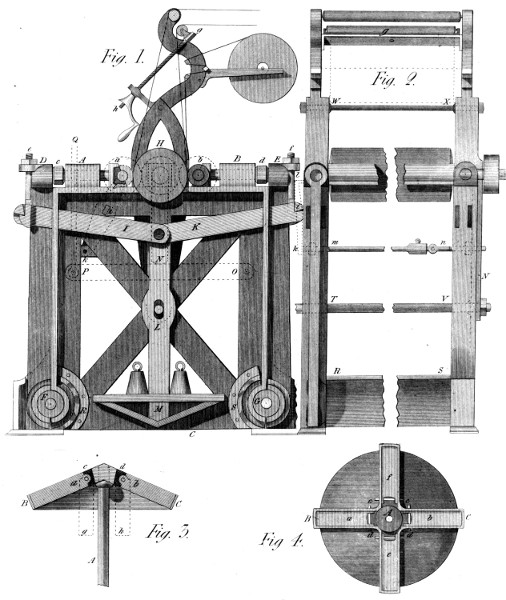 Fig. 1.
g
h
Fig. 2.
g
a
W X
Q H
e D c A a b B d E f
I K
k
P N O
L
F G
R S
M
C
l
k m n
N
T V
R S
Fig. 3.
c d
a b
B C
g h
A
Fig 4.
f
e c
B a A b C
d d
e